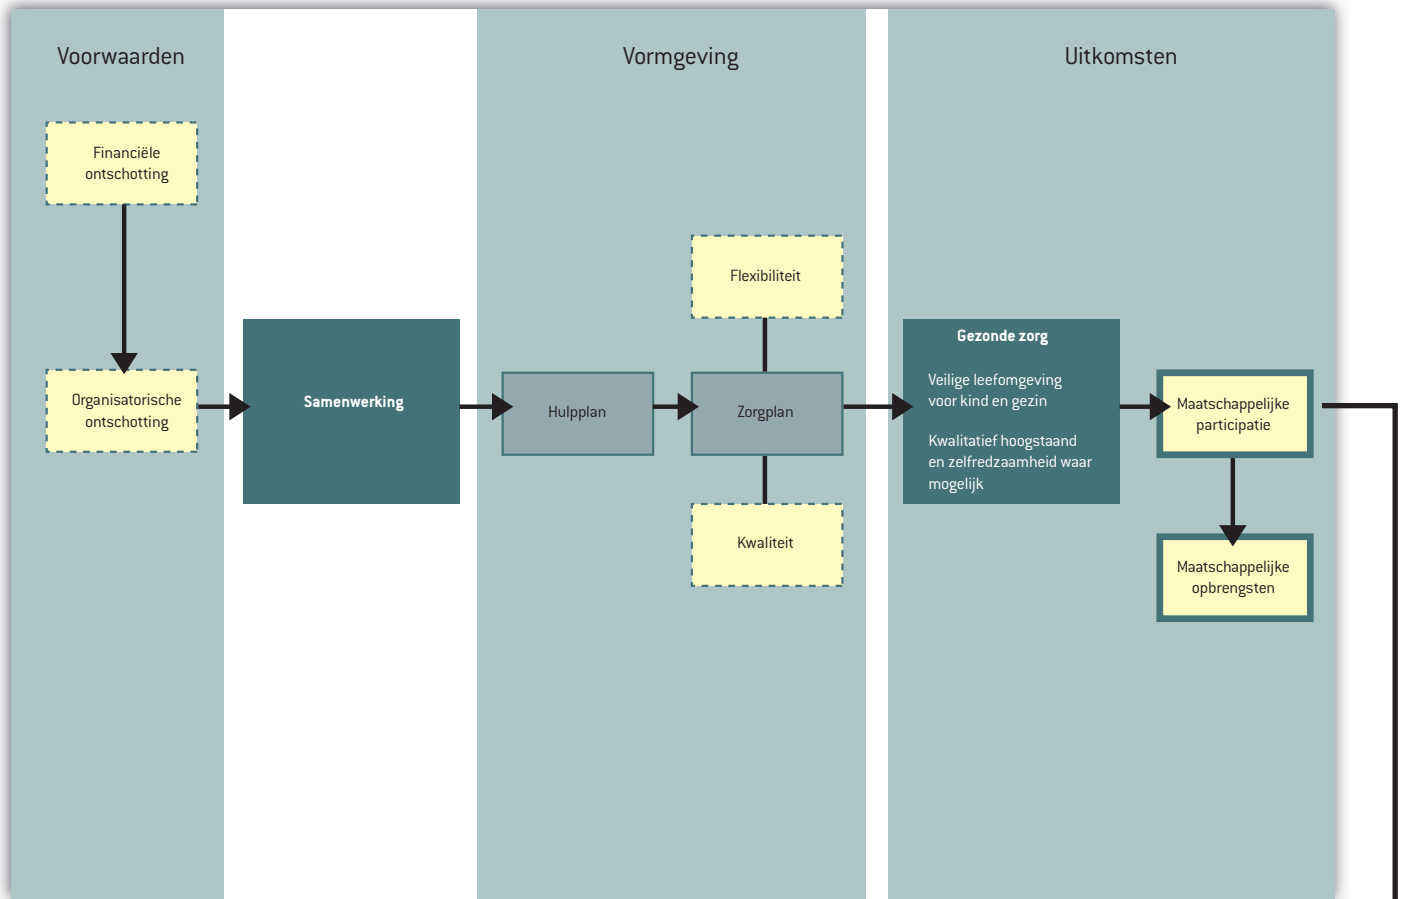 Voorwaarden
Vormgeving
Uitkomsten
Financiële
ontschotting
Organisatorische
ontschotting
Samenwerking
Hulpplan
Flexibiliteit
Zorgplan
Kwaliteit
Gezonde zorg
Veilige leefomgeving
voor kind en gezin
Kwalitatief hoogstaand
en zelfredzaamheid waar
mogelijk
Maatschappelijke
participatie
Maatschappelijke
opbrengsten